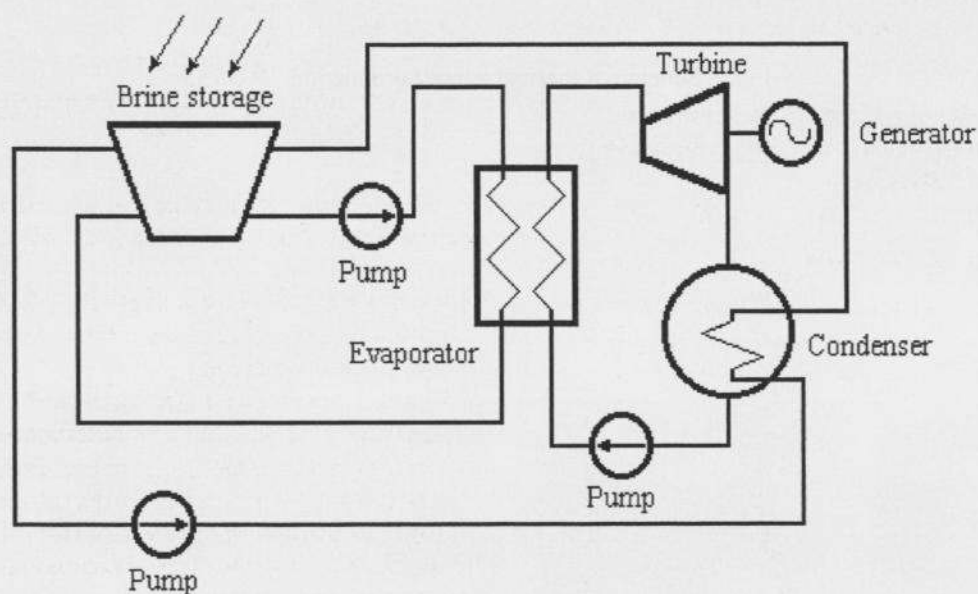 Turbine
Brine storage
Generator
Pump
Evaporator
Condenser
Pump
Pump